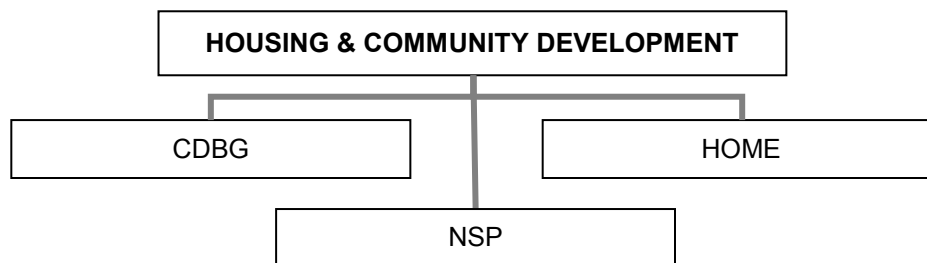 HOUSING & COMMUNITY DEVELOPMENT
CDBG
HOME
NSP